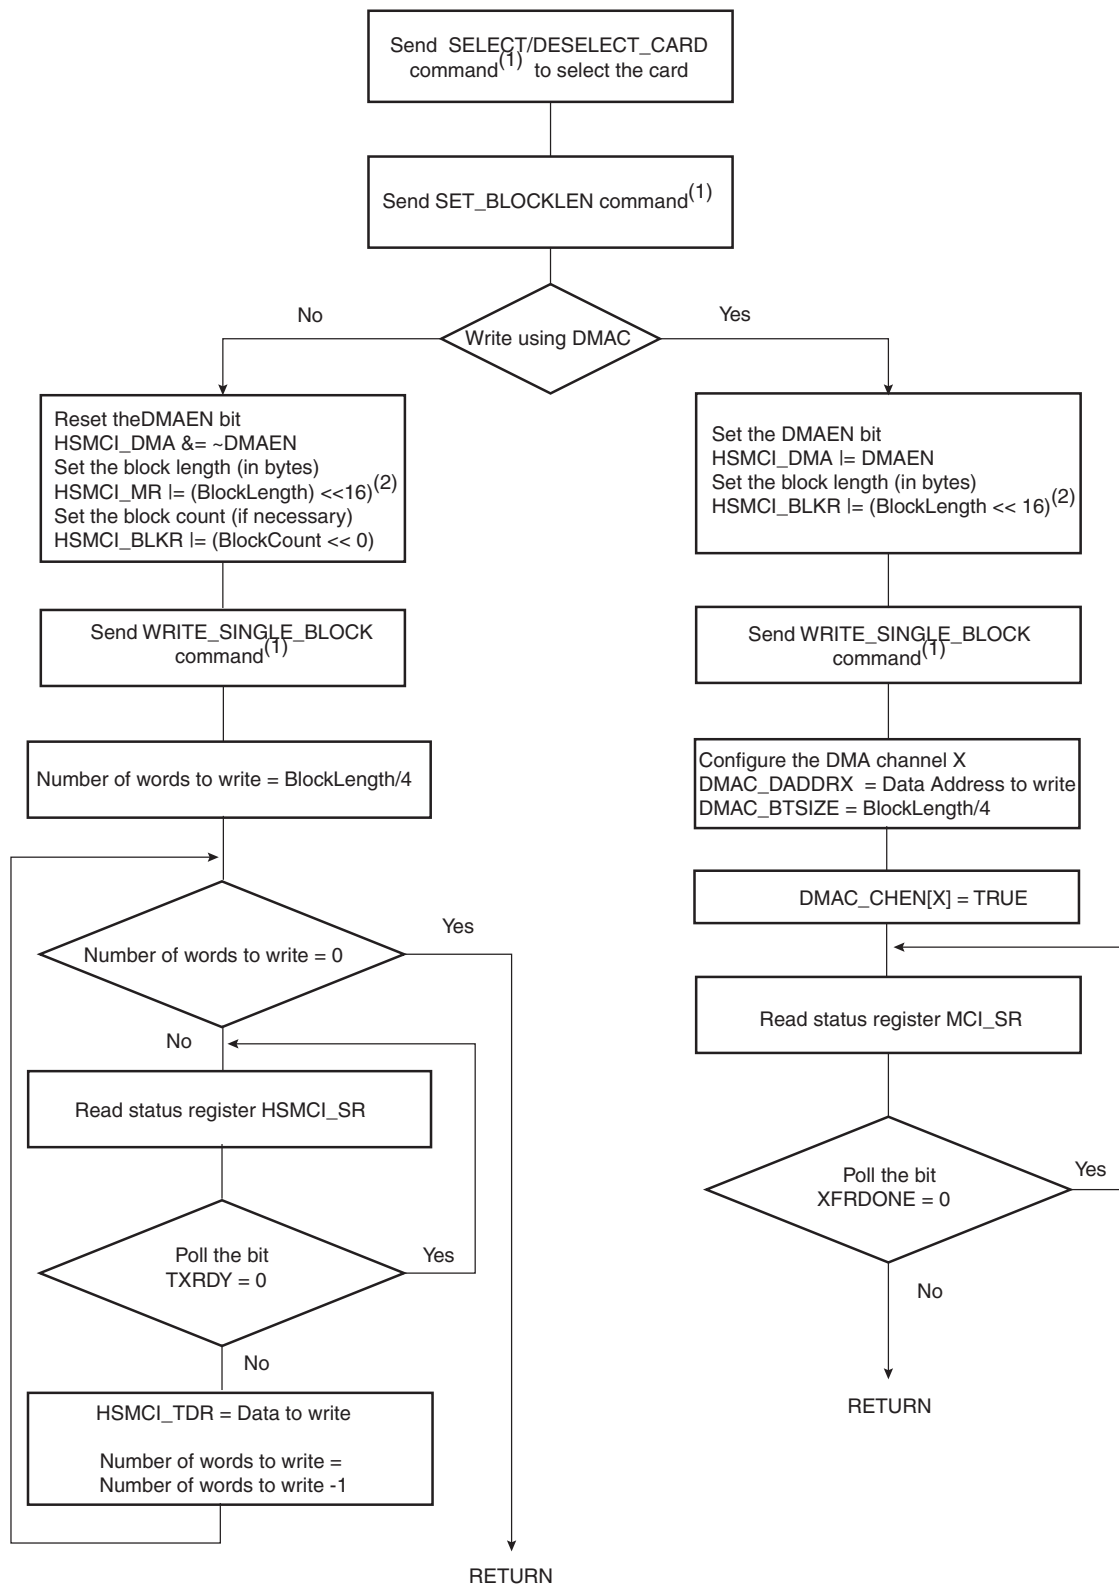 Send SELECT/DESELECT_CARD
command(1) to select the card
Send SET_BLOCKLEN command(1)
No
Yes
Write using DMAC
Reset theDMAEN bit
HSMCI_DMA &= ~DMAEN
Set the block length (in bytes)
HSMCI_MR |= (BlockLength) <<16)(2)
Set the block count (if necessary)
HSMCI_BLKR |= (BlockCount << 0)
Send WRITE_SINGLE_BLOCK
command(1)
Number of words to write = BlockLength/4
Number of words to write = 0
Yes
No
Read status register HSMCI_SR
Poll the bit
TXRDY = 0
Yes
No
HSMCI_TDR = Data to write
Number of words to write =
Number of words to write -1
RETURN
Set the DMAEN bit
HSMCI_DMA |= DMAEN
Set the block length (in bytes)
HSMCI_BLKR |= (BlockLength << 16)(2)
Send WRITE_SINGLE_BLOCK
command(1)
Configure the DMA channel X
DMAC_DADDRX = Data Address to write
DMAC_BTSIZE = BlockLength/4
DMAC_CHEN[X] = TRUE
Read status register MCI_SR
Poll the bit
XFRDONE = 0
Yes
No
RETURN